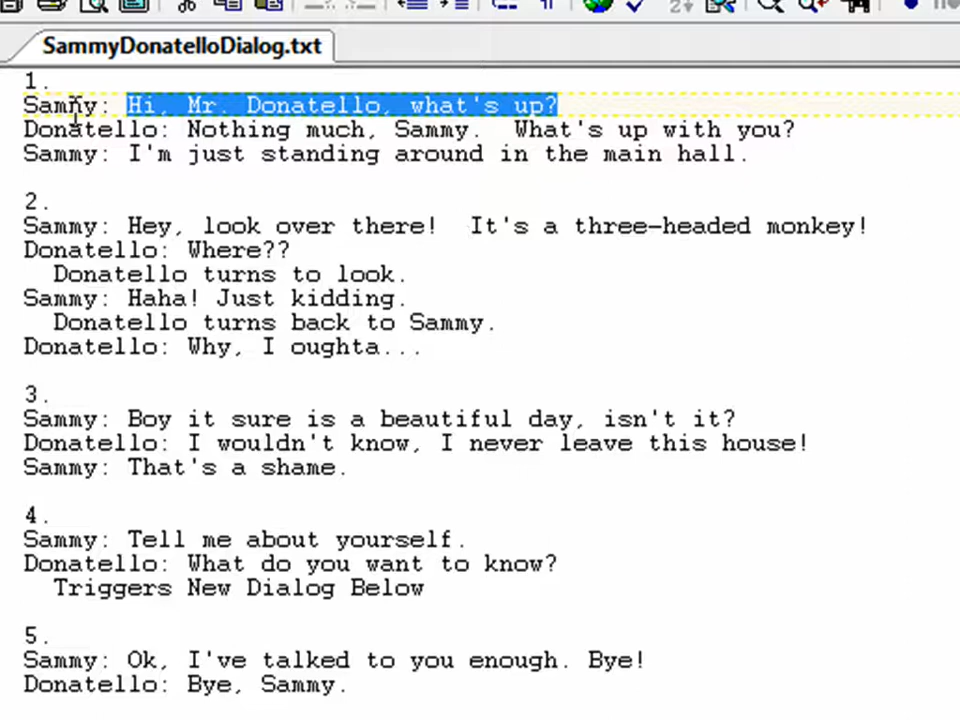 SammyDonatelloDialog.txt
1.
Sammy: Hi, Mr. Donatello, what's up?
Donatello: Nothing much, Sammy.  What's up with you?
Sammy: I'm just standing around in the main hall.
2.
Sammy: Hey, look over there!  It's a three-headed monkey!
Donatello: Where??
Donatello turns to look.
Sammy: Haha! Just kidding.
Donatello turns back to Sammy.
Donatello: Why, I oughta...
3.
Sammy: Boy it sure is a beautiful day, isn't it?
Donatello: I wouldn't know, I never leave this house!
Sammy: That's a shame.
4.
Sammy: Tell me about yourself.
Donatello: What do you want to know?
Triggers New Dialog Below
5.
Sammy: Ok, I've talked to you enough. Bye!
Donatello: Bye, Sammy.